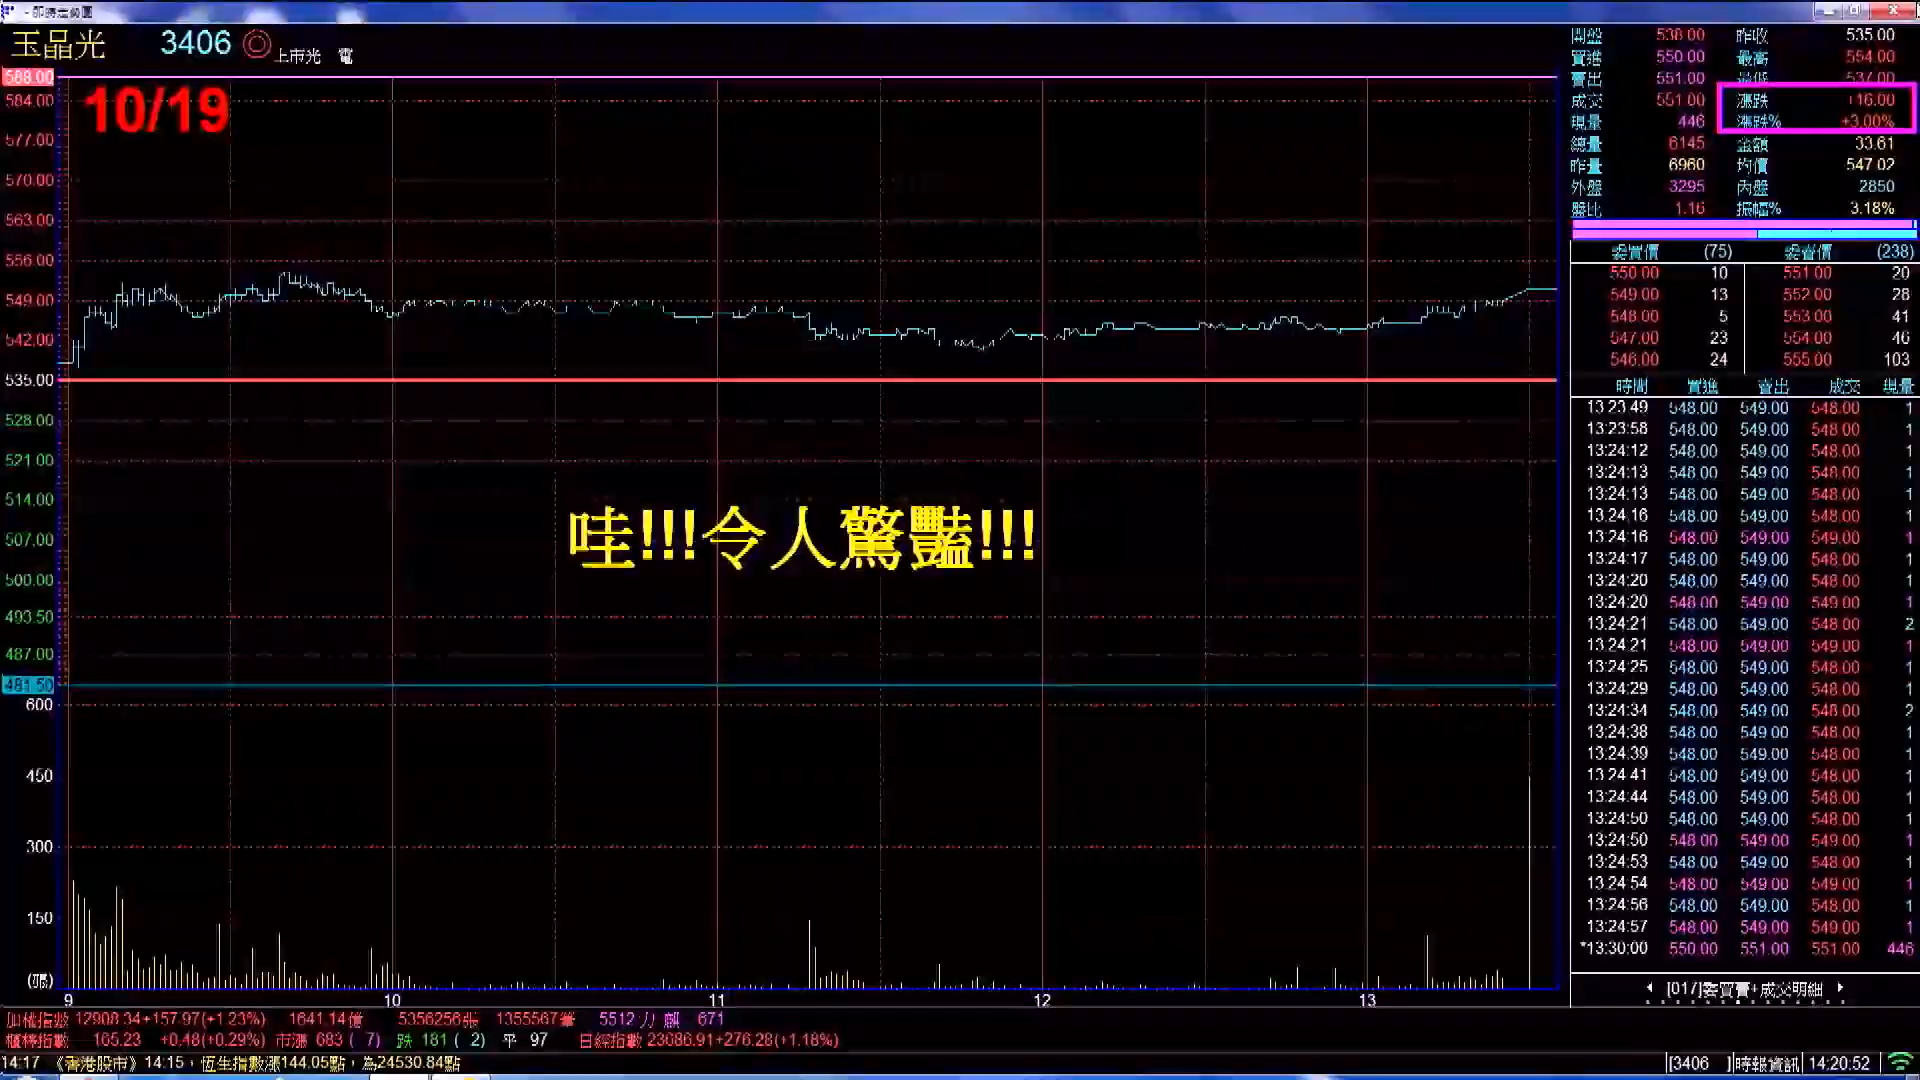 - 即時走勢圖
玉晶光 3406 ◎ 上市光 電
10/19
588.00
584.00
577.00
570.00
563.00
556.00
549.00
542.00
535.00
528.00
521.00
514.00
507.00
500.00
493.50
487.00
481.50
600
450
300
150
(張)
9 10 11 12 13
哇!!!令人驚豔!!!
開盤 538.00 昨收 535.00
買進 550.00 最高 554.00
賣出 551.00 最低 537.00
成交 551.00 漲跌 +16.00
現量 446 漲跌% +3.00%
總量 6145 金額 33.61
昨量 6960 均價 547.02
外盤 3295 內盤 2850
盤比 1.16 振幅% 3.18%
委買價 (75) 委賣價 (238)
550.00 10 551.00 20
549.00 13 552.00 28
548.00 5 553.00 41
547.00 23 554.00 46
546.00 24 555.00 103
時間 買進 賣出 成交 現量
13:23:49 548.00 549.00 548.00 1
13:23:58 548.00 549.00 548.00 1
13:24:12 548.00 549.00 548.00 1
13:24:13 548.00 549.00 548.00 1
13:24:13 548.00 549.00 548.00 1
13:24:16 548.00 549.00 548.00 1
13:24:16 548.00 549.00 549.00 1
13:24:17 548.00 549.00 548.00 1
13:24:20 548.00 549.00 548.00 1
13:24:20 548.00 549.00 549.00 1
13:24:21 548.00 549.00 548.00 2
13:24:21 548.00 549.00 549.00 1
13:24:25 548.00 549.00 548.00 1
13:24:29 548.00 549.00 548.00 1
13:24:34 548.00 549.00 548.00 2
13:24:38 548.00 549.00 548.00 1
13:24:39 548.00 549.00 548.00 1
13:24:41 548.00 549.00 548.00 1
13:24:44 548.00 549.00 548.00 1
13:24:50 548.00 549.00 548.00 1
13:24:50 548.00 549.00 549.00 1
13:24:53 548.00 549.00 548.00 1
13:24:54 548.00 549.00 549.00 1
13:24:56 548.00 549.00 548.00 1
13:24:57 548.00 549.00 549.00 1
*13:30:00 550.00 551.00 551.00 446
[017]委買賣+成交明細
加權指數 12908.34+157.97(+1.23%) 1641.14億 5356256張 1355567筆 5512 671
櫃檯指數 165.23 +0.48(+0.29%) 市漲 683 ( 7) 跌 181 ( 2) 平 97 日經指數 23686.91+276.28(+1.18%)
14:17 《香港股市》14:15，恆生指數漲144.05點，為24530.84點 [3406 ]時報資訊 14:20:52